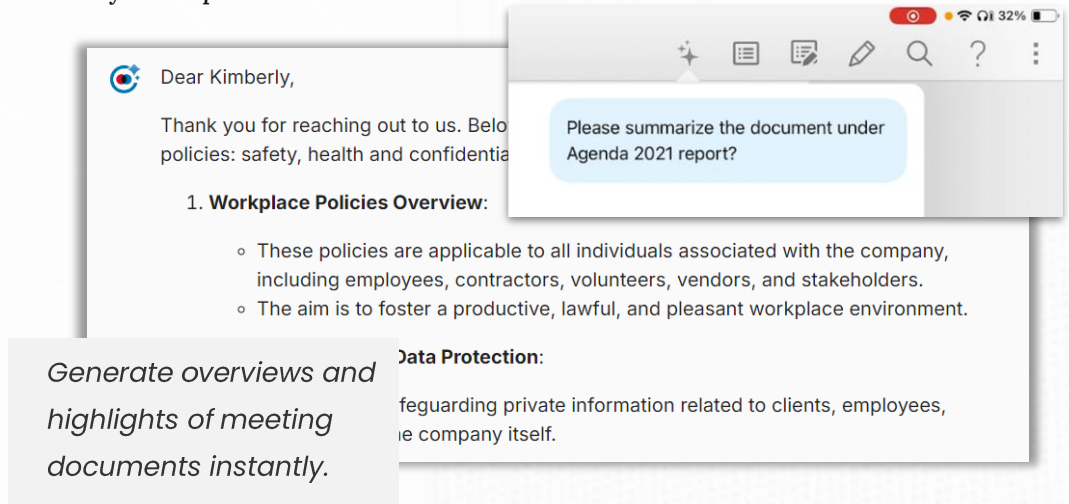 32%
Please summarize the document under
Agenda 2021 report?
Dear Kimberly,
Thank you for reaching out to us.
policies: safety, health and
1. Workplace Policies Overview:
These policies are applicable to all individuals associated with the company,
including employees, contractors, volunteers, vendors, and stakeholders.
The aim is to foster a productive, lawful, and pleasant workplace environment.
Data Protection:
private information related to clients, employees,
company itself.
Generate overviews and
highlights of meeting
documents instantly.